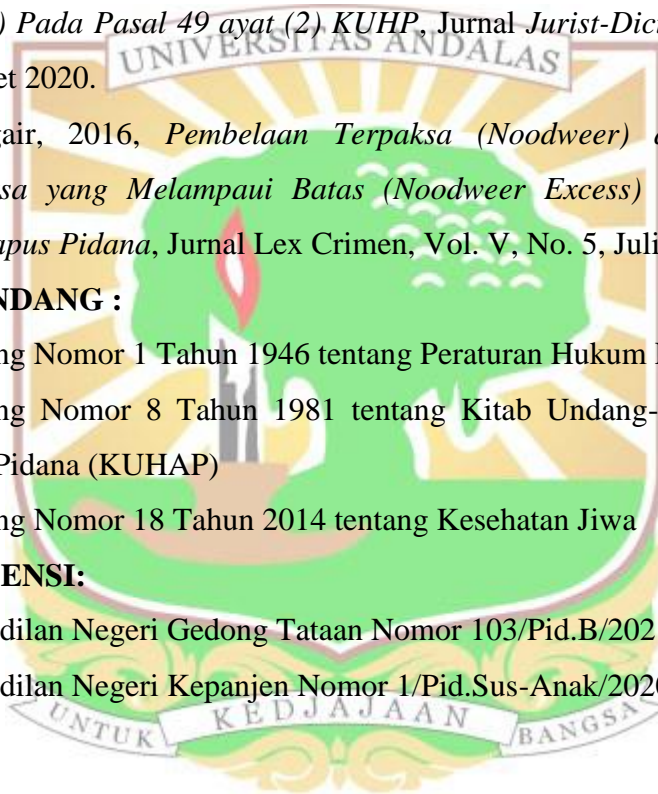 ) Pada Pasal 49 ayat (2) KUHP, Jurnal Jurist-Dic
UNIVERSITAS ANDALAS
et 2020.
gair, 2016, Pembelaan Terpaksa (Noodweer)
sa yang Melampaui Batas (Noodweer Excess)
apus Pidana, Jurnal Lex Crimen, Vol. V, No. 5, Juli
NDANG :
ng Nomor 1 Tahun 1946 tentang Peraturan Hukum
ng Nomor 8 Tahun 1981 tentang Kitab Undang-
Pidana (KUHAP)
ng Nomor 18 Tahun 2014 tentang Kesehatan Jiwa
ENSI:
dilan Negeri Gedong Tataan Nomor 103/Pid.B/202
dilan Negeri Kepanjen Nomor 1/Pid.Sus-Anak/2020
UNTUK KEDJAJAAN BANGSA